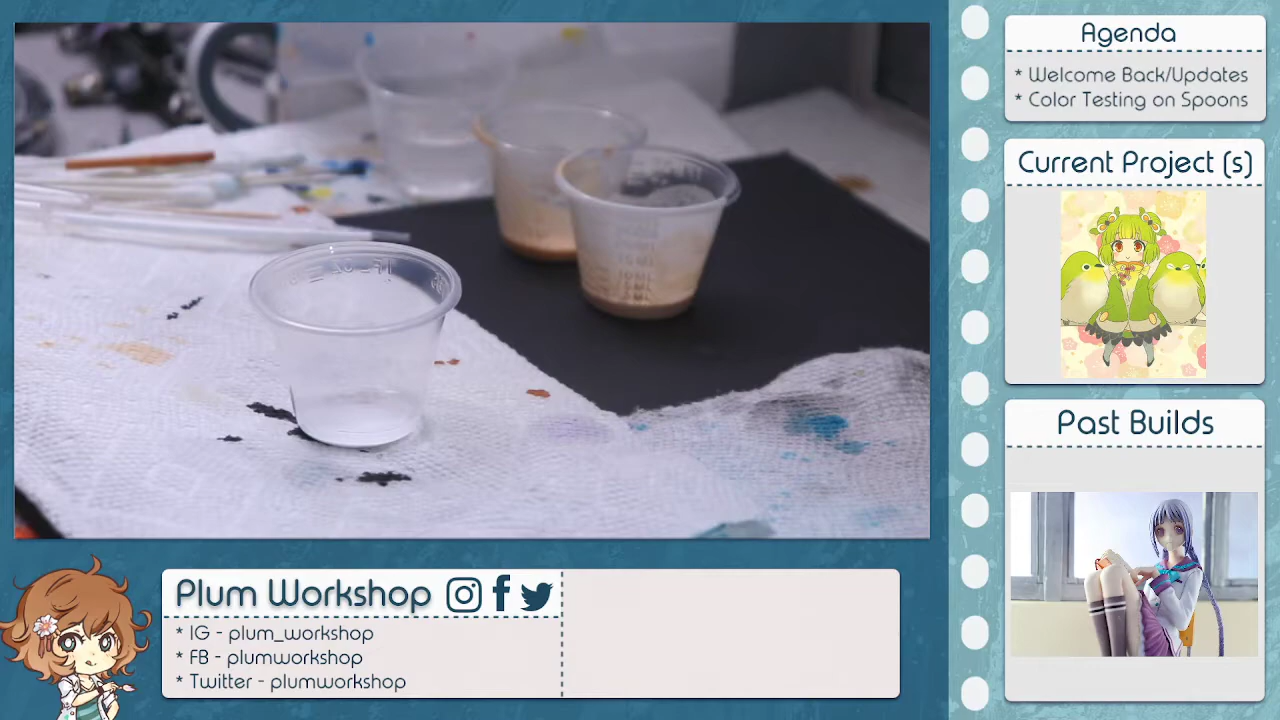 Agenda
* Welcome Back/Updates
* Color Testing on Spoons
Current Project (s)
Past Builds
Plum Workshop
* IG - plum_workshop
* FB - plumworkshop
* Twitter - plumworkshop